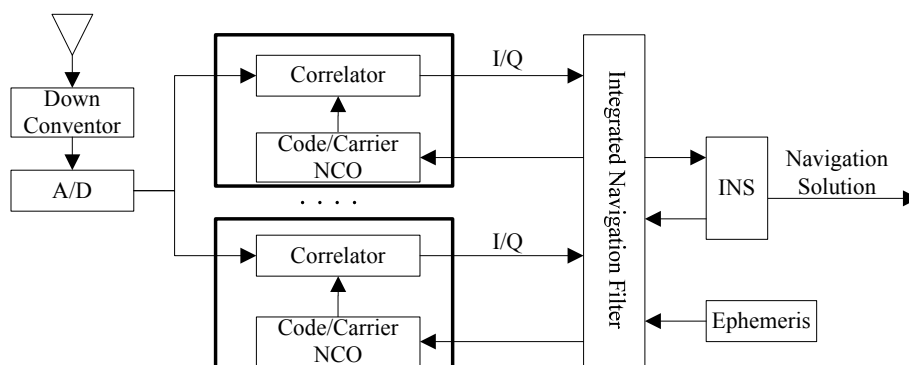 Down
Conventor
A/D
Correlator
Code/Carrier
NCO
I/Q
. . . .
Correlator
Code/Carrier
NCO
I/Q
Integrated Navigation Filter
INS
Navigation
Solution
Ephemeris